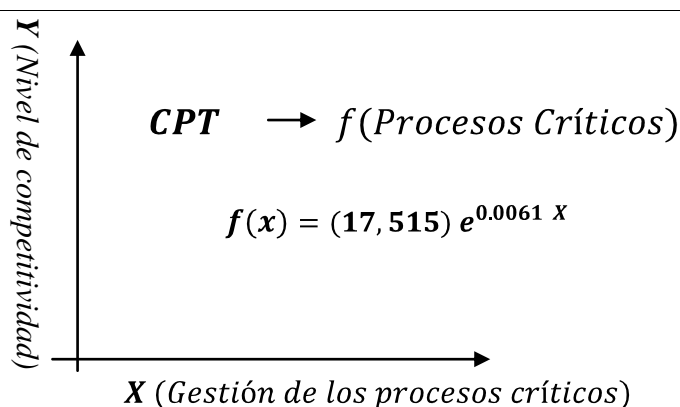 Y (Nivel de competitividad)
CPT → f(Procesos Críticos)
f(x) = (17,515) e^0.0061 X
X (Gestión de los procesos críticos)